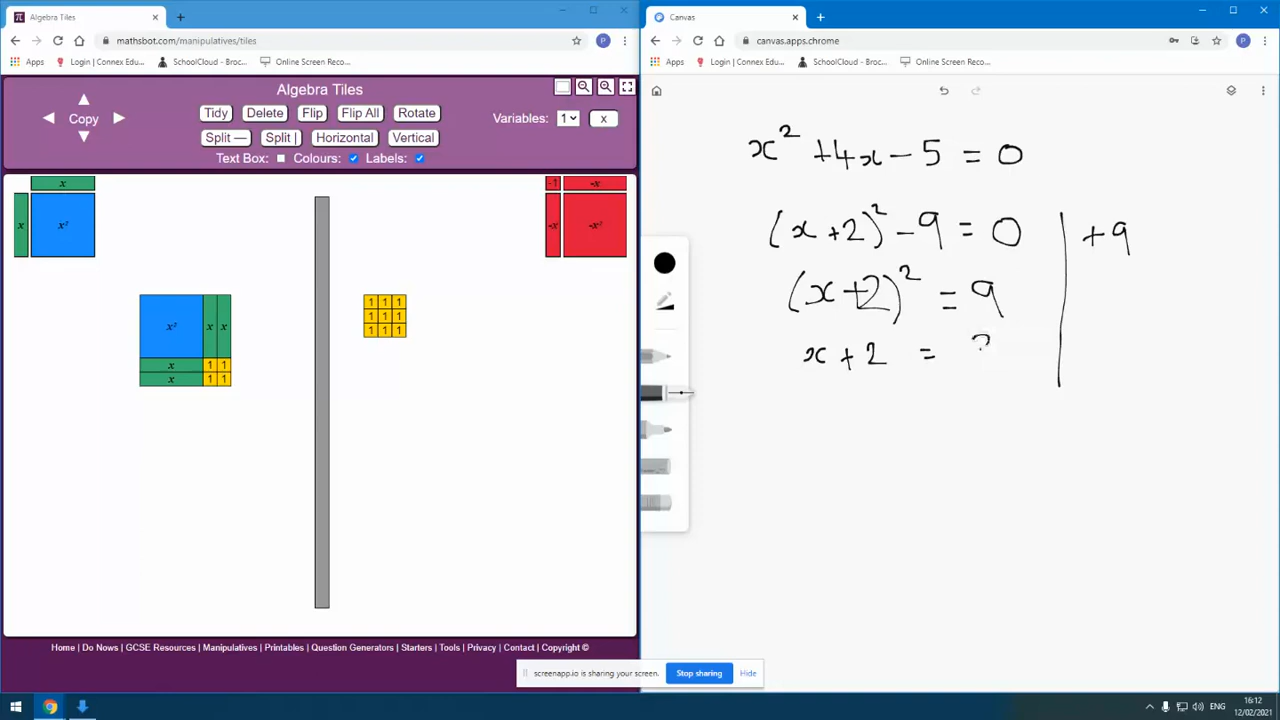 Algebra Tiles
mathsbot.com/manipulatives/tiles
P
Apps Login | Connex Edu... SchoolCloud - Broc... Online Screen Reco...
Algebra Tiles
Copy
Tidy Delete Flip Flip All Rotate
Split — Split | Horizontal Vertical
Text Box: Colours: Labels:
Variables: 1 x
x
x x²
-1 -x
-x -x²
x² x x
x 1 1
x 1 1
1 1 1
1 1 1
1 1 1
Home | Do Nows | GCSE Resources | Manipulatives | Printables | Question Generators | Starters | Tools | Privacy | Contact | Copyright ©
Canvas
canvas.apps.chrome
P
Apps Login | Connex Edu... SchoolCloud - Broc... Online Screen Reco...
x² +4x - 5 = 0
(x +2)² - 9 = 0 | +9
(x +2)² = 9
x + 2 =
screenapp.io is sharing your screen. Stop sharing Hide
ENG
16:12
12/02/2021